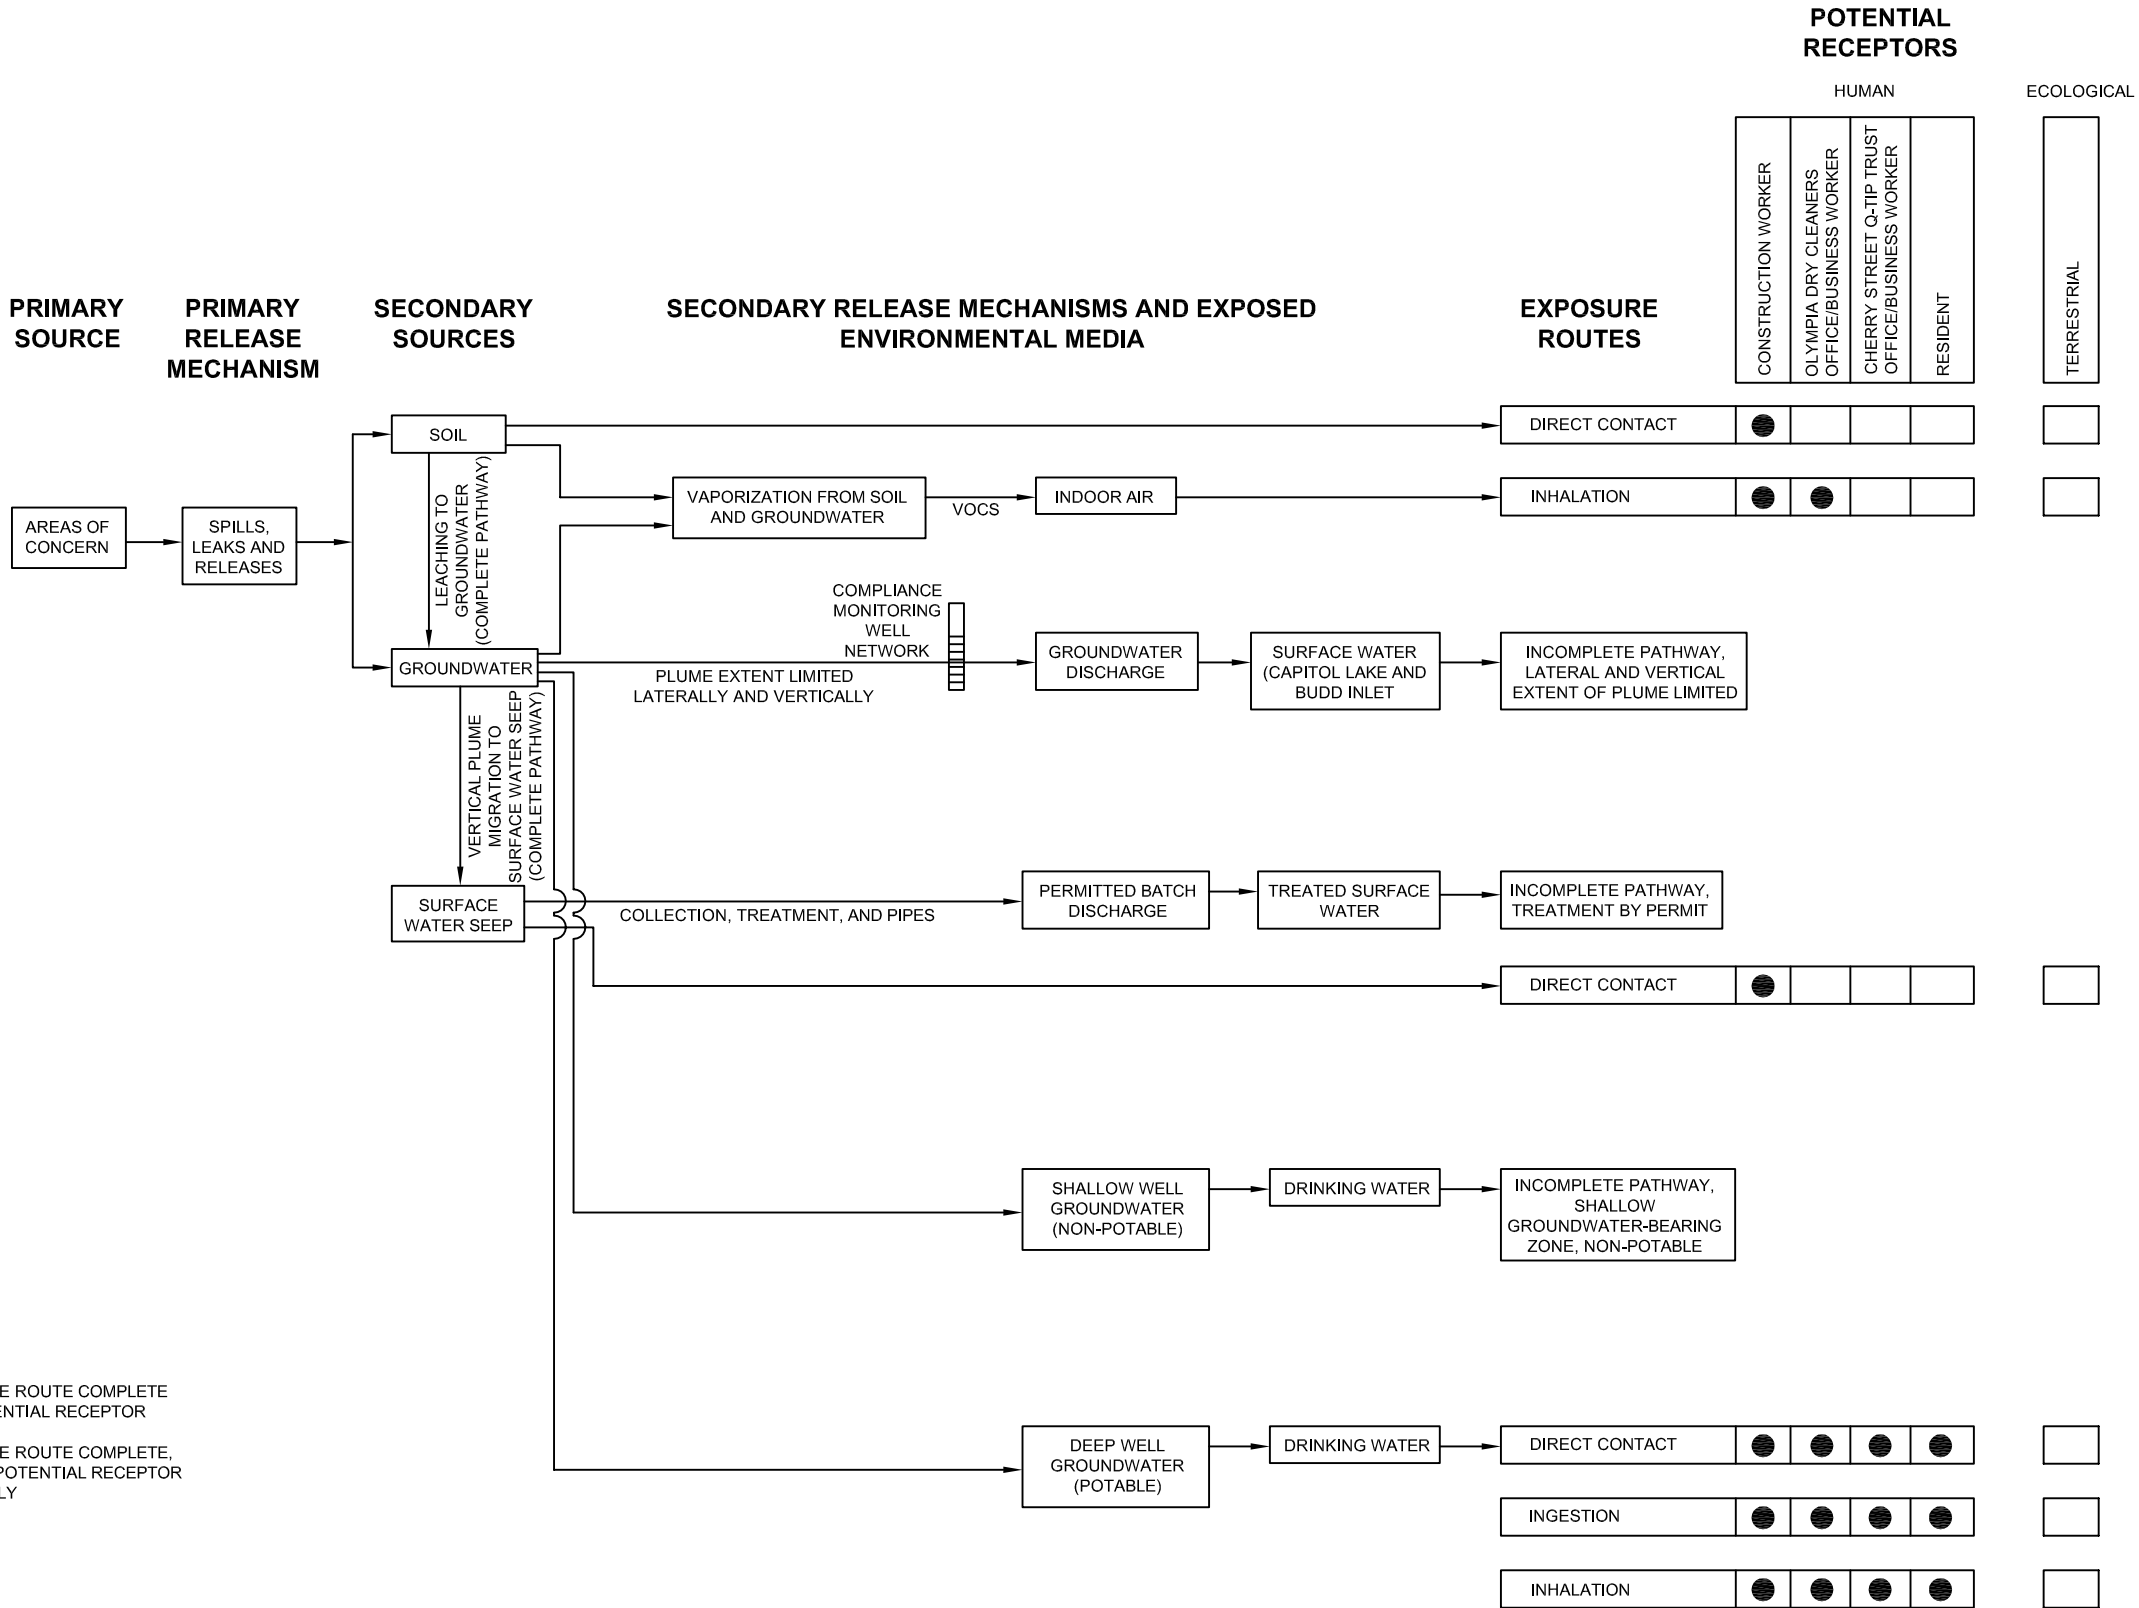 POTENTIAL
RECEPTORS
HUMAN
ECOLOGICAL
CONSTRUCTION WORKER
OLYMPIA DRY CLEANERS
OFFICE/BUSINESS WORKER
CHERRY STREET Q-TIP TRUST
OFFICE/BUSINESS WORKER
RESIDENT
TERRESTRIAL
PRIMARY
SOURCE
PRIMARY
RELEASE
MECHANISM
SECONDARY
SOURCES
SECONDARY RELEASE MECHANISMS AND EXPOSED
ENVIRONMENTAL MEDIA
EXPOSURE
ROUTES
SOIL
DIRECT CONTACT
AREAS OF
CONCERN
SPILLS,
LEAKS AND
RELEASES
LEACHING TO
GROUNDWATER
(COMPLETE PATHWAY)
VAPORIZATION FROM SOIL
AND GROUNDWATER
VOCS
INDOOR AIR
INHALATION
COMPLIANCE
MONITORING
WELL
NETWORK
GROUNDWATER
PLUME EXTENT LIMITED
LATERALLY AND VERTICALLY
GROUNDWATER
DISCHARGE
SURFACE WATER
(CAPITOL LAKE AND
BUDD INLET
INCOMPLETE PATHWAY,
LATERAL AND VERTICAL
EXTENT OF PLUME LIMITED
VERTICAL PLUME
MIGRATION TO
SURFACE WATER SEEP
(COMPLETE PATHWAY)
SURFACE
WATER SEEP
COLLECTION, TREATMENT, AND PIPES
PERMITTED BATCH
DISCHARGE
TREATED SURFACE
WATER
INCOMPLETE PATHWAY,
TREATMENT BY PERMIT
DIRECT CONTACT
SHALLOW WELL
GROUNDWATER
(NON-POTABLE)
DRINKING WATER
INCOMPLETE PATHWAY,
SHALLOW
GROUNDWATER-BEARING
ZONE, NON-POTABLE
E ROUTE COMPLETE
ENTIAL RECEPTOR
E ROUTE COMPLETE,
POTENTIAL RECEPTOR
LY
DEEP WELL
GROUNDWATER
(POTABLE)
DRINKING WATER
DIRECT CONTACT
INGESTION
INHALATION